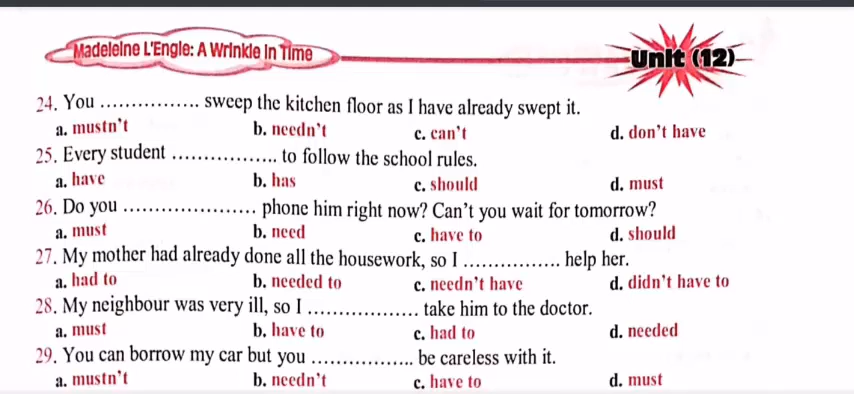 Madeleine L'Engle: A Wrinkle in Time
Unit (12)
24. You ................ sweep the kitchen floor as I have already swept it.
a. mustn't b. needn't c. can't d. don't have
25. Every student ................. to follow the school rules.
a. have b. has c. should d. must
26. Do you ..................... phone him right now? Can't you wait for tomorrow?
a. must b. need c. have to d. should
27. My mother had already done all the housework, so I ................ help her.
a. had to b. needed to c. needn't have d. didn't have to
28. My neighbour was very ill, so I .................. take him to the doctor.
a. must b. have to c. had to d. needed
29. You can borrow my car but you ................. be careless with it.
a. mustn't b. needn't c. have to d. must